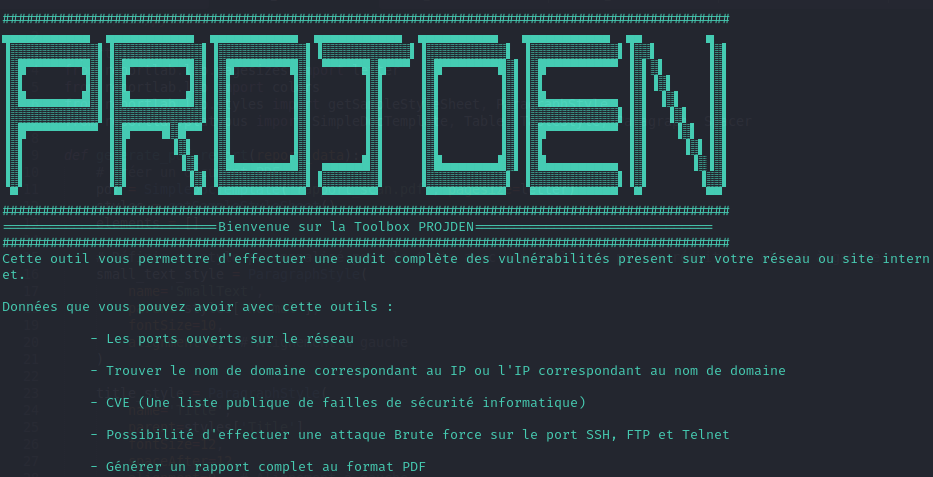 PROJDEN
Bienvenue sur la Toolbox PROJDEN
Cette outil vous permettre d'effectuer une audit complète des vulnérabilités present sur votre réseau ou site intern
et.
Données que vous pouvez avoir avec cette outils :
- Les ports ouverts sur le réseau
- Trouver le nom de domaine correspondant au IP ou l'IP correspondant au nom de domaine
- CVE (Une liste publique de failles de sécurité informatique)
- Possibilité d'effectuer une attaque Brute force sur le port SSH, FTP et Telnet
- Générer un rapport complet au format PDF